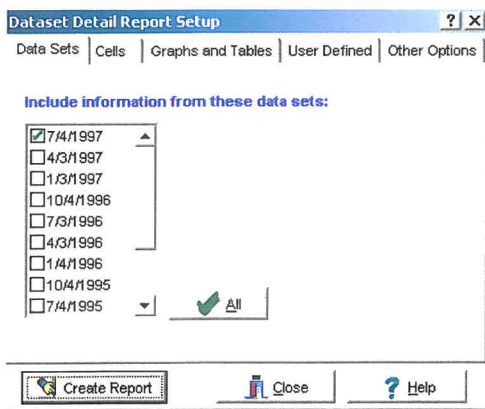 Dataset Detail Report Setup
Data Sets Cells Graphs and Tables User Defined Other Options
Include information from these data sets:
7/4/1997
4/3/1997
1/3/1997
10/4/1996
7/3/1996
4/3/1996
1/4/1996
10/4/1995
7/4/1995
All
Create Report Close Help